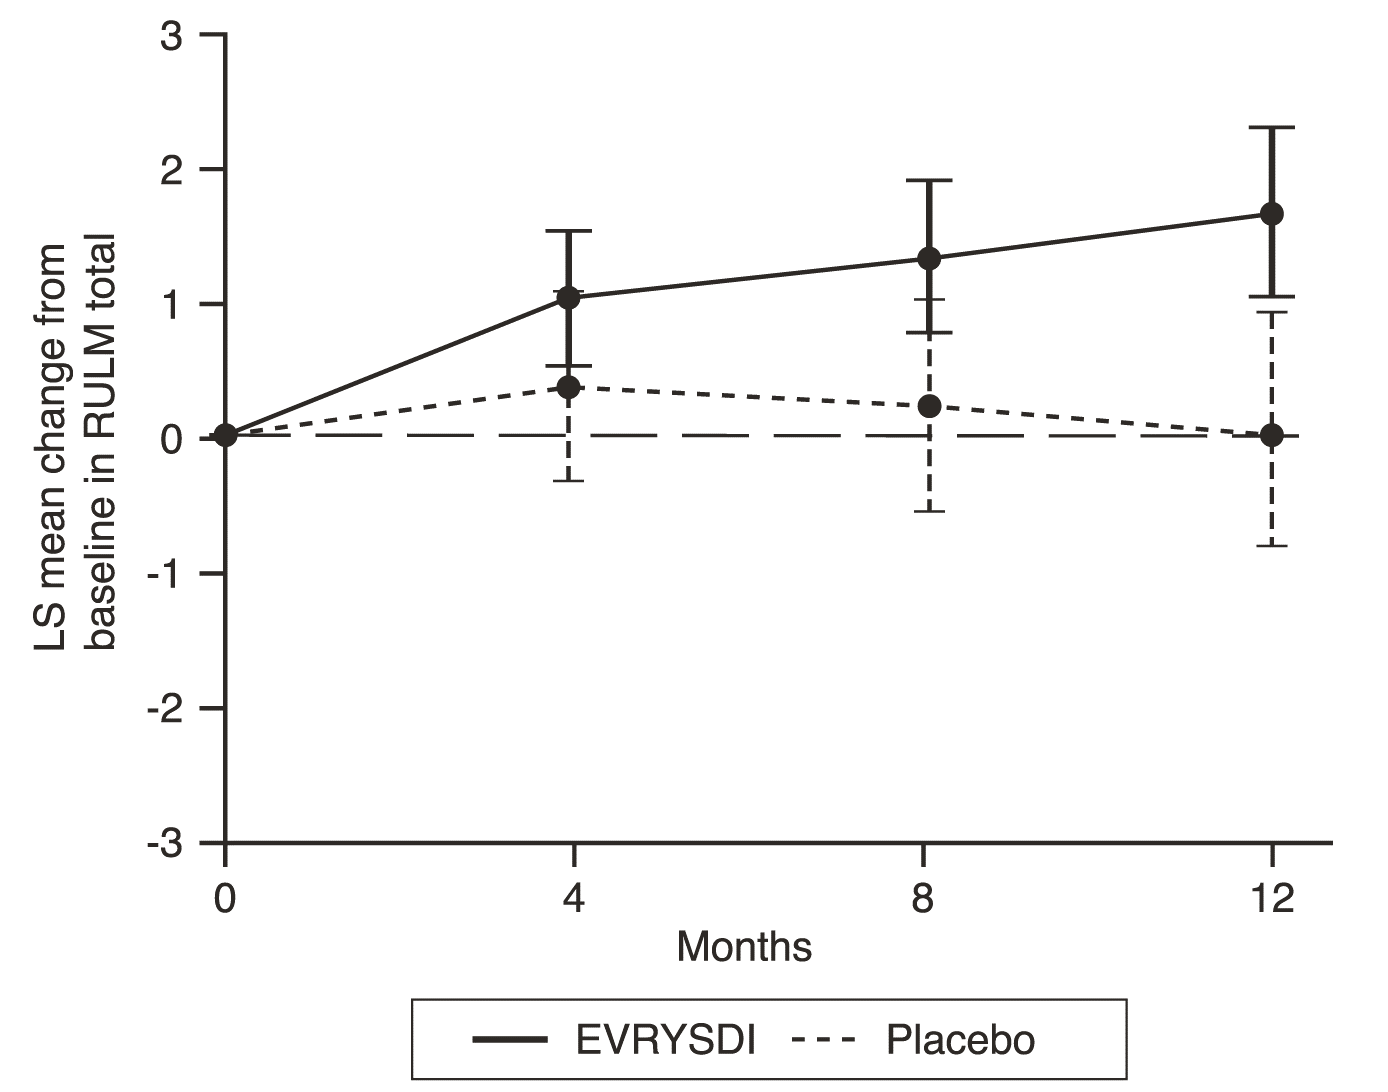 3
2
1
0
-1
-2
-3
LS mean change from
baseline in RULM total
0 4 8 12
Months
EVRYSDI Placebo